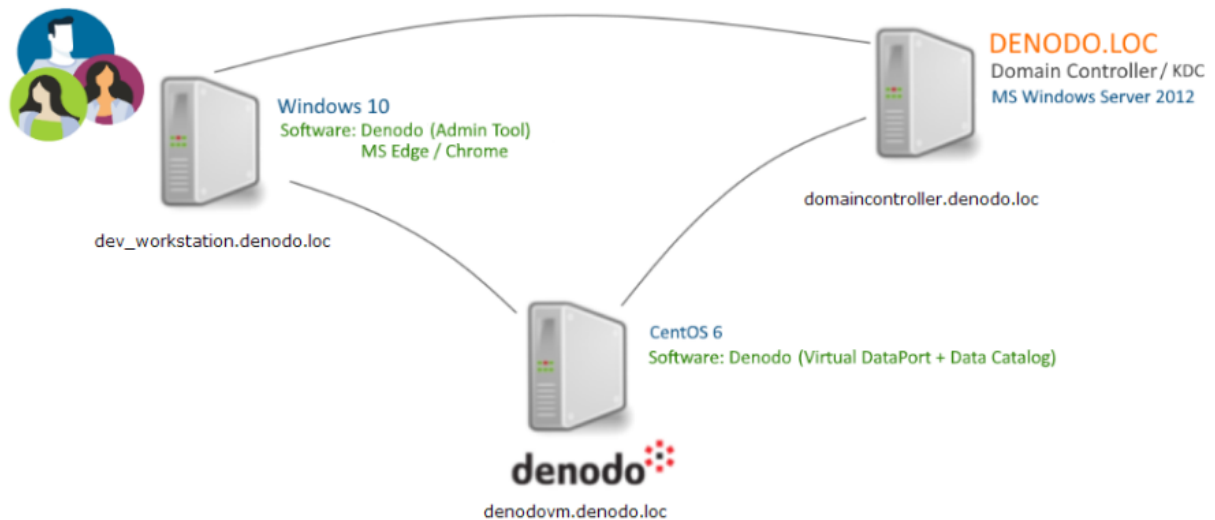 DENODO.LOC
Domain Controller / KDC
MS Windows Server 2012
Windows 10
Software: Denodo (Admin Tool)
MS Edge / Chrome
domaincontroller.denodo.loc
dev_workstation.denodo.loc
CentOS 6
Software: Denodo (Virtual DataPort + Data Catalog)
denodo
denodovm.denodo.loc